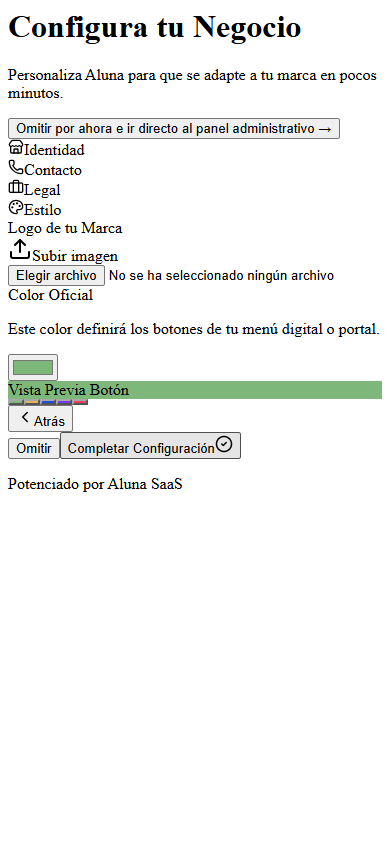 Configura tu Negocio
Personaliza Aluna para que se adapte a tu marca en pocos
minutos.
Omitir por ahora e ir directo al panel administrativo →
Identidad
Contacto
Legal
Estilo
Logo de tu Marca
Subir imagen
Elegir archivo No se ha seleccionado ningún archivo
Color Oficial
Este color definirá los botones de tu menú digital o portal.
Vista Previa Botón
Atrás
Omitir Completar Configuración
Potenciado por Aluna SaaS